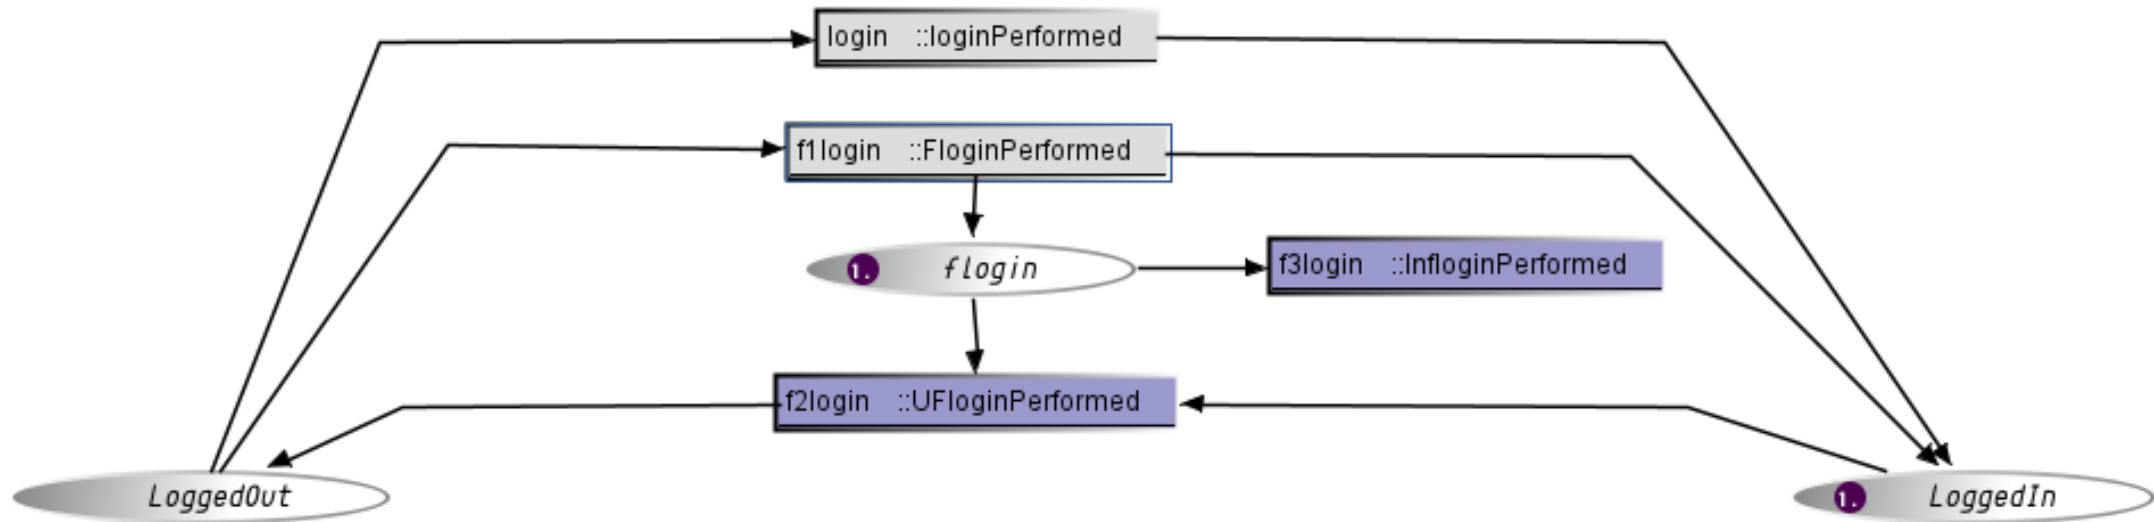 login ::loginPerformed
f1login ::FloginPerformed
1. flogin
f3login ::InfloginPerformed
f2login ::UFloginPerformed
LoggedOut
1. LoggedIn